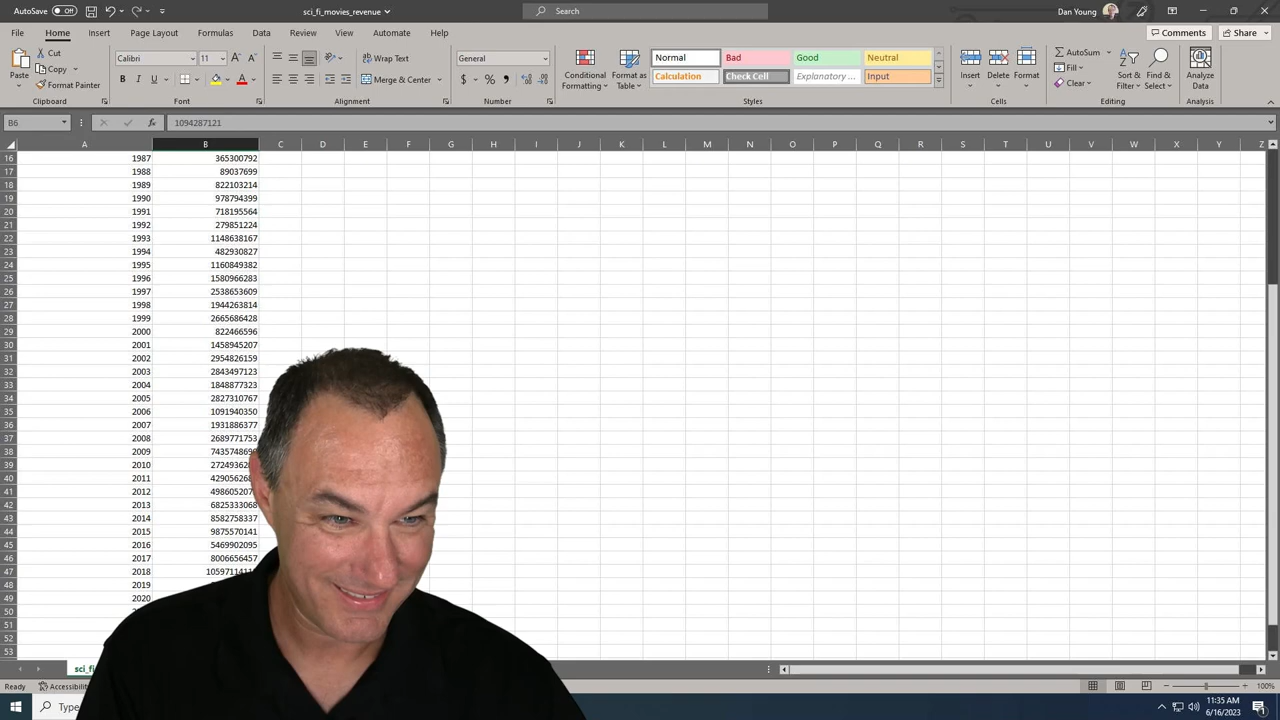 AutoSave Off sci_fi_movies_revenue Search Dan Young
File Home Insert Page Layout Formulas Data Review View Automate Help Comments Share
Cut
Copy
Format Painter
Paste
Clipboard
Calibri 11
B I U
Font
Wrap Text
Merge & Center
Alignment
General
$ % 9
Number
Conditional Formatting
Format as Table
Normal Bad Good Neutral
Calculation Check Cell Explanatory ... Input
Styles
Insert Delete Format
Cells
AutoSum
Fill
Clear
Sort & Filter
Find & Select
Editing
Analyze Data
Analysis
B6 fx 1094287121
A B C D E F G H I J K L M N O P Q R S T U V W X Y Z
16 1987 365300792
17 1988 89037699
18 1989 822103214
19 1990 978794399
20 1991 718195564
21 1992 279851224
22 1993 1148638167
23 1994 482930827
24 1995 1160849382
25 1996 1580966283
26 1997 2538653609
27 1998 1944263814
28 1999 2665686428
29 2000 822466596
30 2001 1458945207
31 2002 2954826159
32 2003 2843497123
33 2004 1848877323
34 2005 2827310767
35 2006 1091940350
36 2007 1931886377
37 2008 2689771753
38 2009
39 2010
40 2011
41 2012
42 2013 6825333068
43 2014 8582758337
44 2015 9875570141
45 2016 5469902095
46 2017 8006656457
47 2018
48 2019
49 2020
50
51
52
53
sci_fi
Ready Accessibili 100%
Type 11:35 AM
6/16/2023